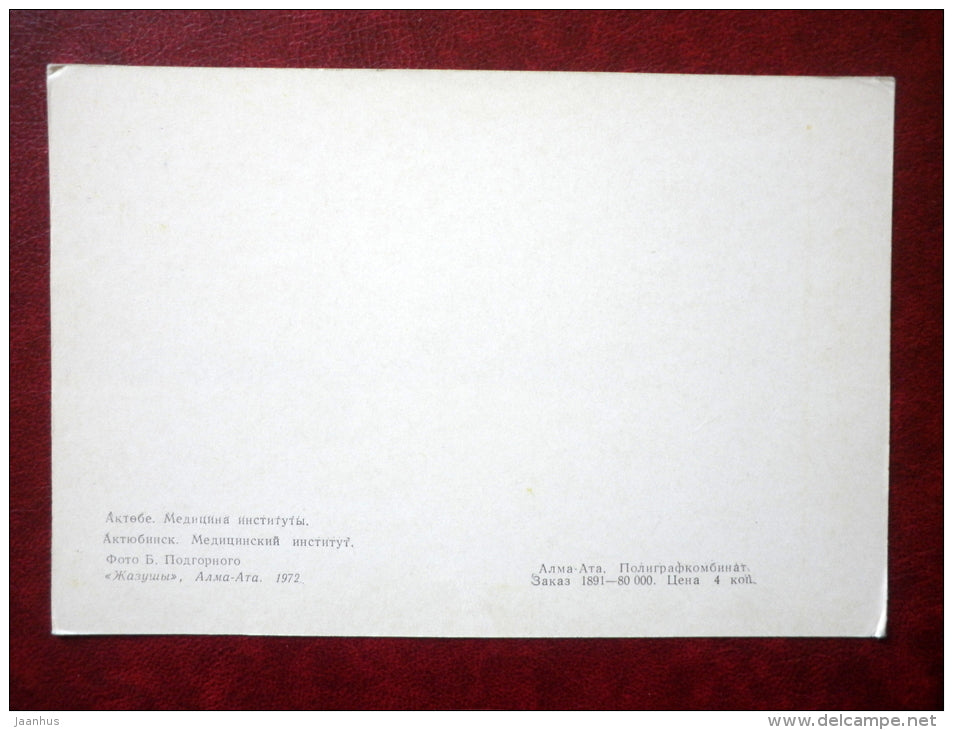 Актөбе. Медицина институты.
Актюбинск. Медицинский институт.
Фото Б. Подгорного
«Жазушы», Алма-Ата. 1972.
Алма-Ата. Полиграфкомбинат.
Заказ 1891—80 000. Цена 4 коп.
jaanhus
www.delcampe.net